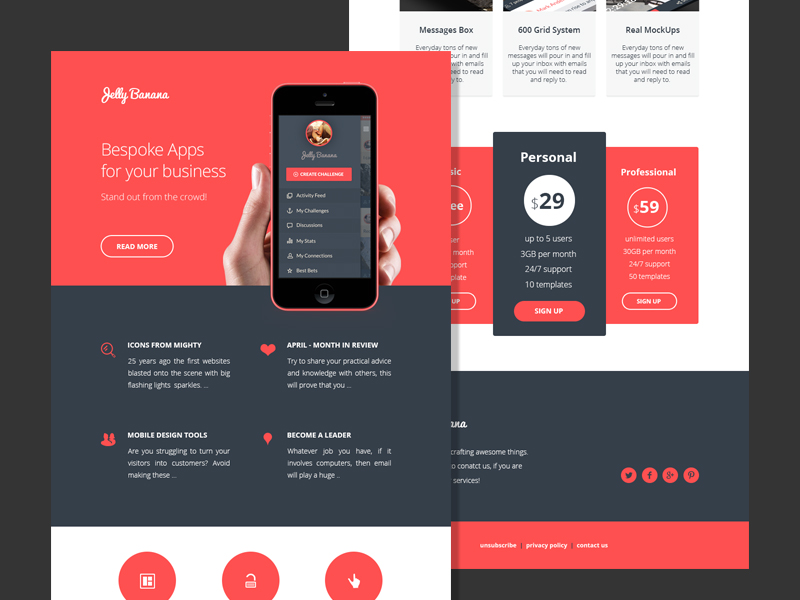 Jelly Banana
Bespoke Apps
for your business
Stand out from the crowd!
READ MORE
Jelly Banana
CREATE CHALLENGE
Activity Feed
My Challenges
Discussions
My Stats
My Connections
Best Bets
ICONS FROM MIGHTY
25 years ago the first websites
blasted onto the scene with big
flashing lights sparkles. ...
APRIL - MONTH IN REVIEW
Try to share your practical advice
and knowledge with others, this
will prove that you ...
MOBILE DESIGN TOOLS
Are you struggling to turn your
visitors into customers? Avoid
making these ...
BECOME A LEADER
Whatever job you have, if it
involves computers, then email
will play a huge ..
Messages Box
Everyday tons of new
messages will pour in and fill
up your inbox with emails
that you will need to read
and reply to.
600 Grid System
Everyday tons of new
messages will pour in and fill
up your inbox with emails
that you will need to read
and reply to.
Real MockUps
Everyday tons of new
messages will pour in and fill
up your inbox with emails
that you will need to read
and reply to.
sic
ee
user
month
pport
plate
UP
Personal
$29
up to 5 users
3GB per month
24/7 support
10 templates
SIGN UP
Professional
$59
unlimited users
30GB per month
24/7 support
50 templates
SIGN UP
ana
crafting awesome things.
to conatct us, if you are
services!
unsubscribe | privacy policy | contact us